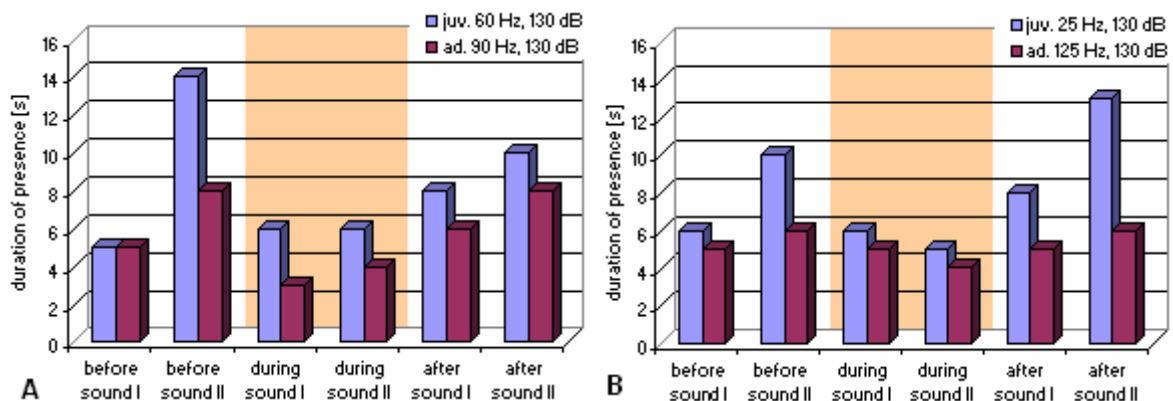 juv. 60 Hz, 130 dB
ad. 90 Hz, 130 dB
duration of presence [s]
16
14
12
10
8
6
4
2
0
before sound I
before sound II
during sound I
during sound II
after sound I
after sound II
A
juv. 25 Hz, 130 dB
ad. 125 Hz, 130 dB
duration of presence [s]
16
14
12
10
8
6
4
2
0
before sound I
before sound II
during sound I
during sound II
after sound I
after sound II
B